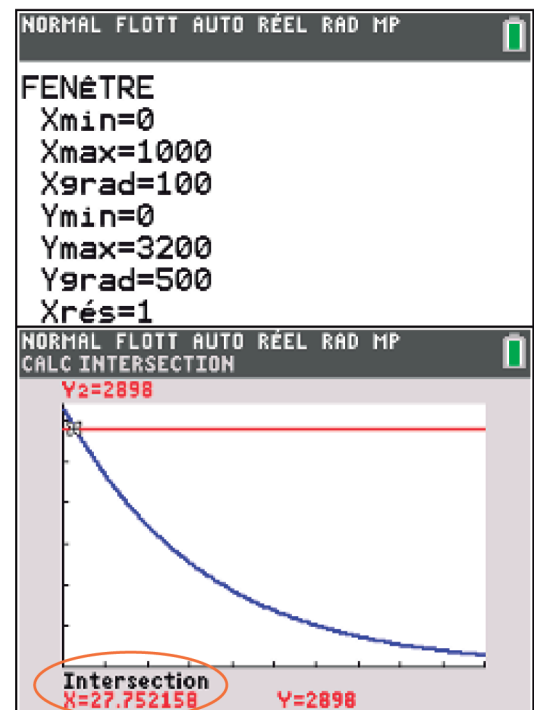 NORMAL FLOTT AUTO RÉEL RAD MP
FENÊTRE
Xmin=0
Xmax=1000
Xgrad=100
Ymin=0
Ymax=3200
Ygrad=500
Xrés=1
NORMAL FLOTT AUTO RÉEL RAD MP
CALC INTERSECTION
Y2=2898
Intersection
X=27.752158 Y=2898